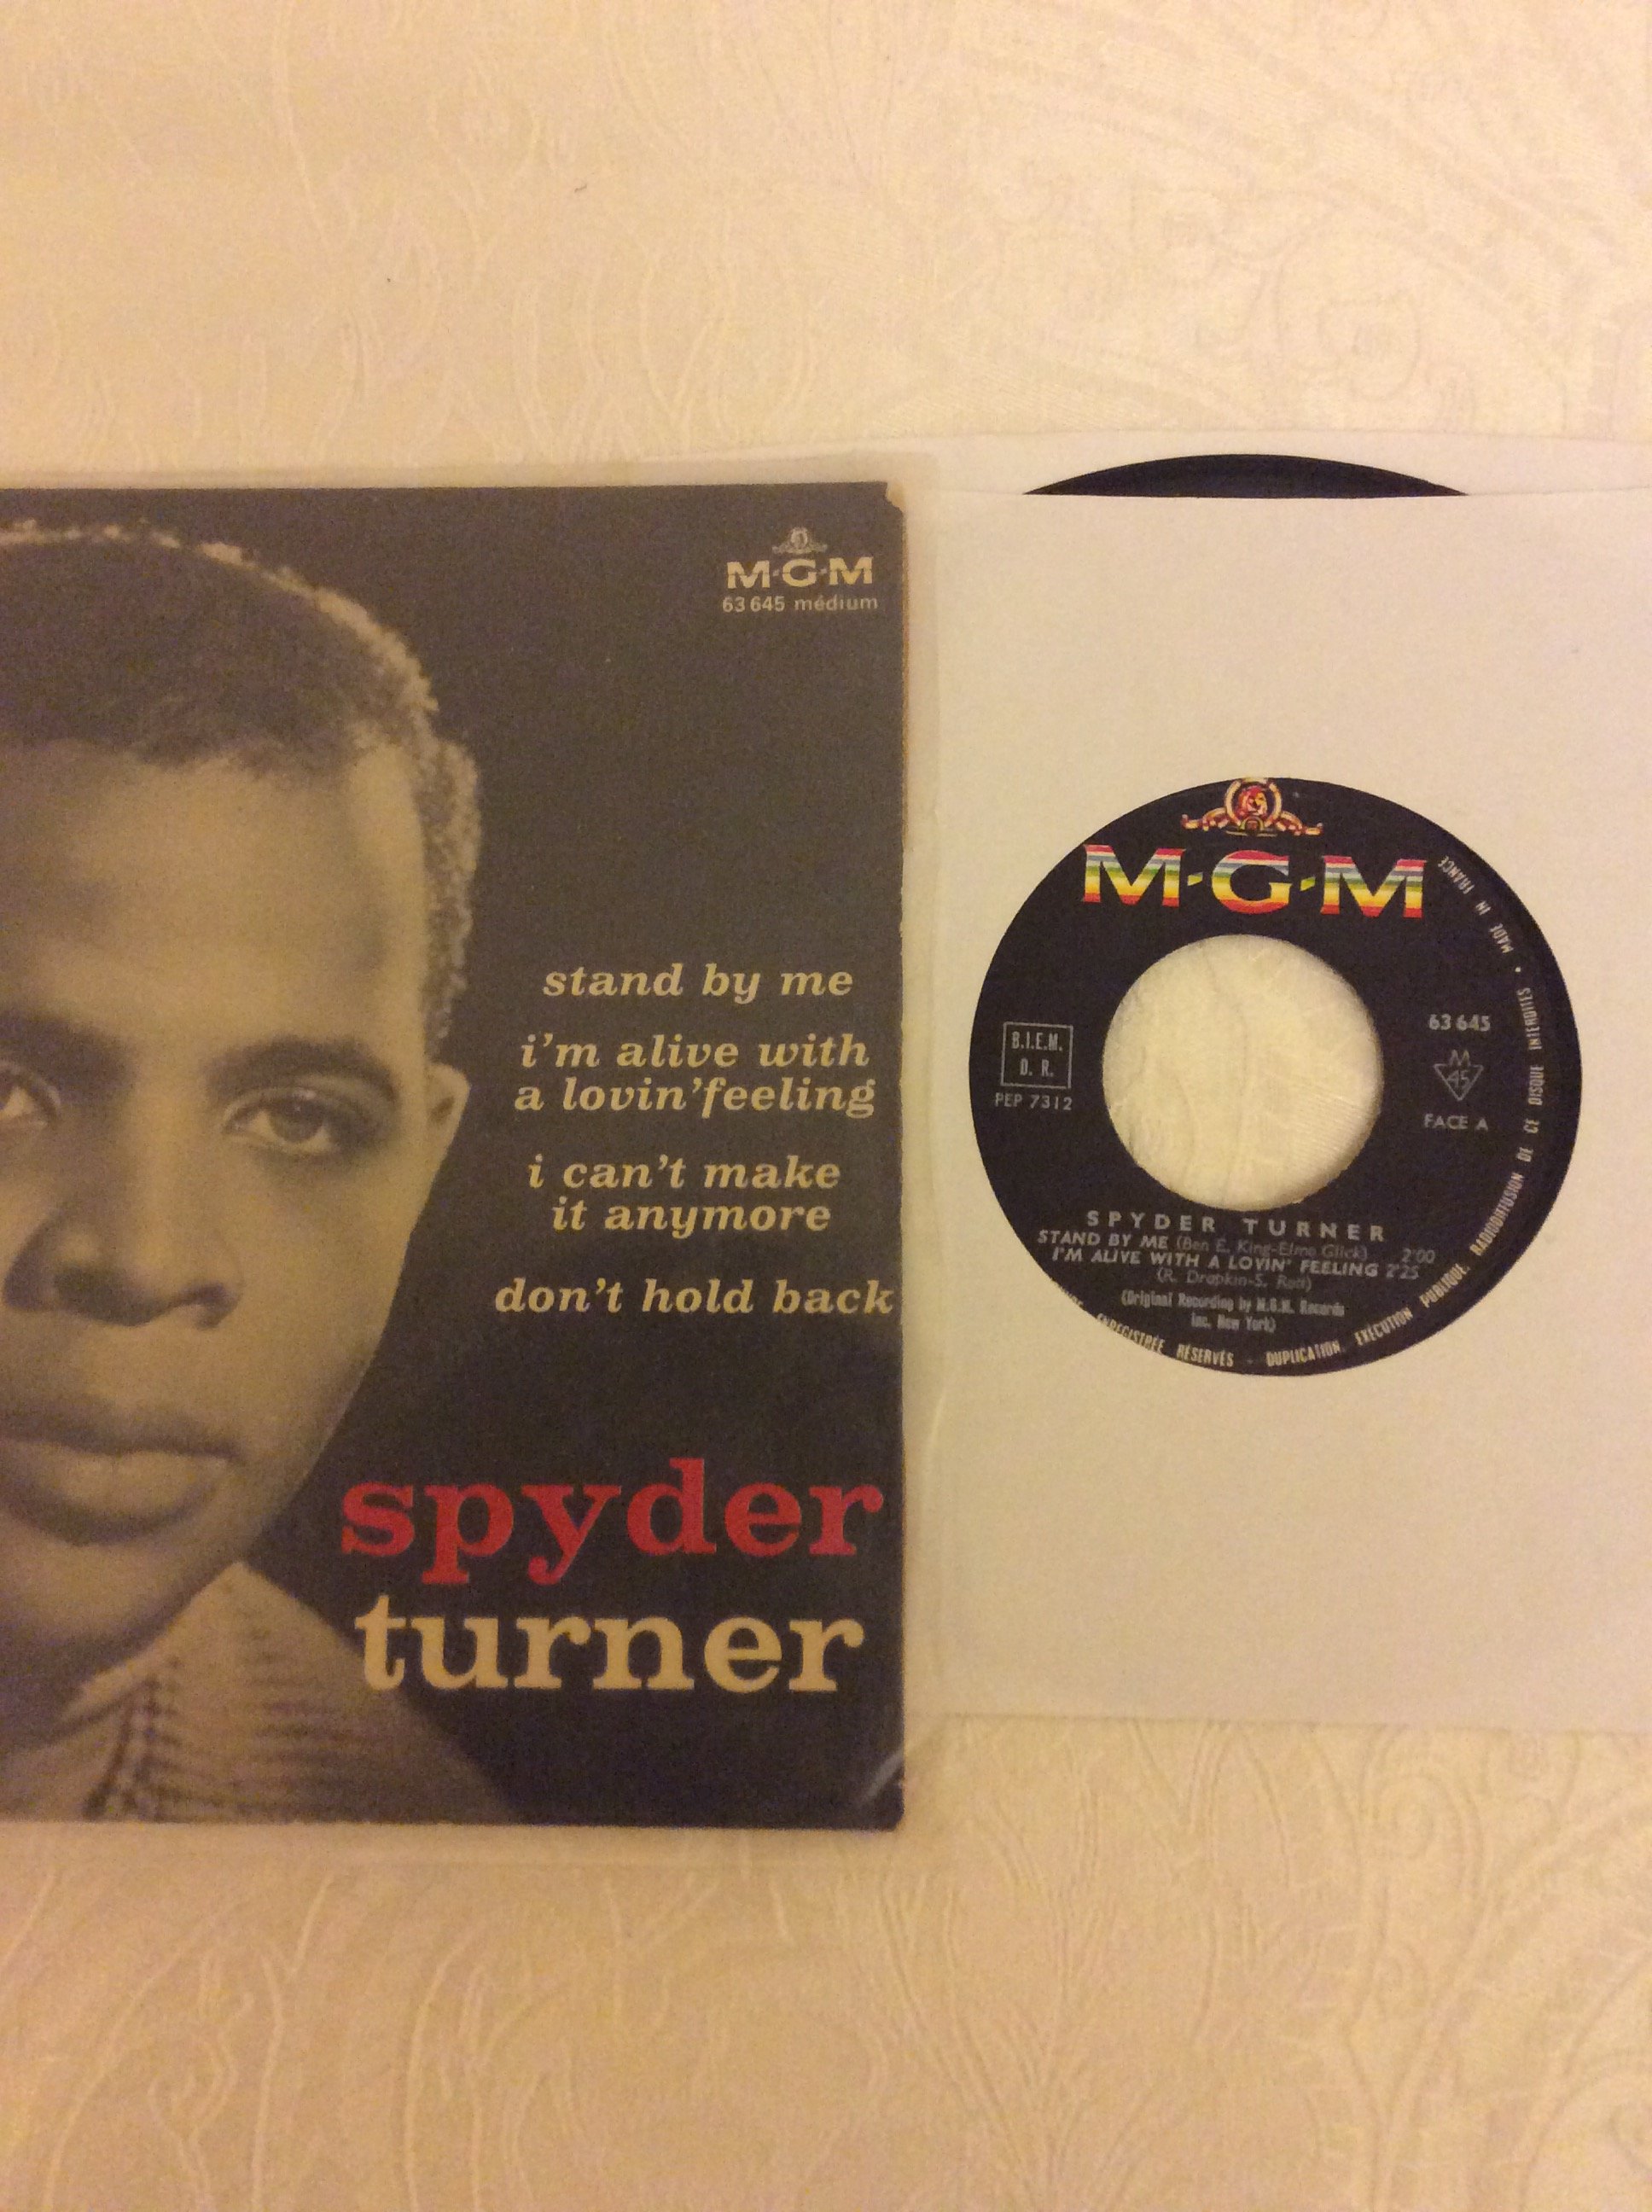 M·G·M
63 645 médium
stand by me
i'm alive with
a lovin'feeling
i can't make
it anymore
don't hold back
spyder
turner
M·G·M
B.I.E.M.
D. R.
PEP 7312
63 645
M
45
FACE A
SPYDER TURNER
STAND BY ME (Ben E. King-Elmo Glick) 2'00
I'M ALIVE WITH A LOVIN' FEELING 2'25
(R. Drapkin-S.
(Original Recording by M.G.M. Records
Inc. New York)
ENREGISTRÉE RÉSERVÉS - DUPLICATION, EXÉCUTION PUBLIQUE, RADIODIFFUSION DE CE DISQUE INTERDITES • MADE IN FRANCE